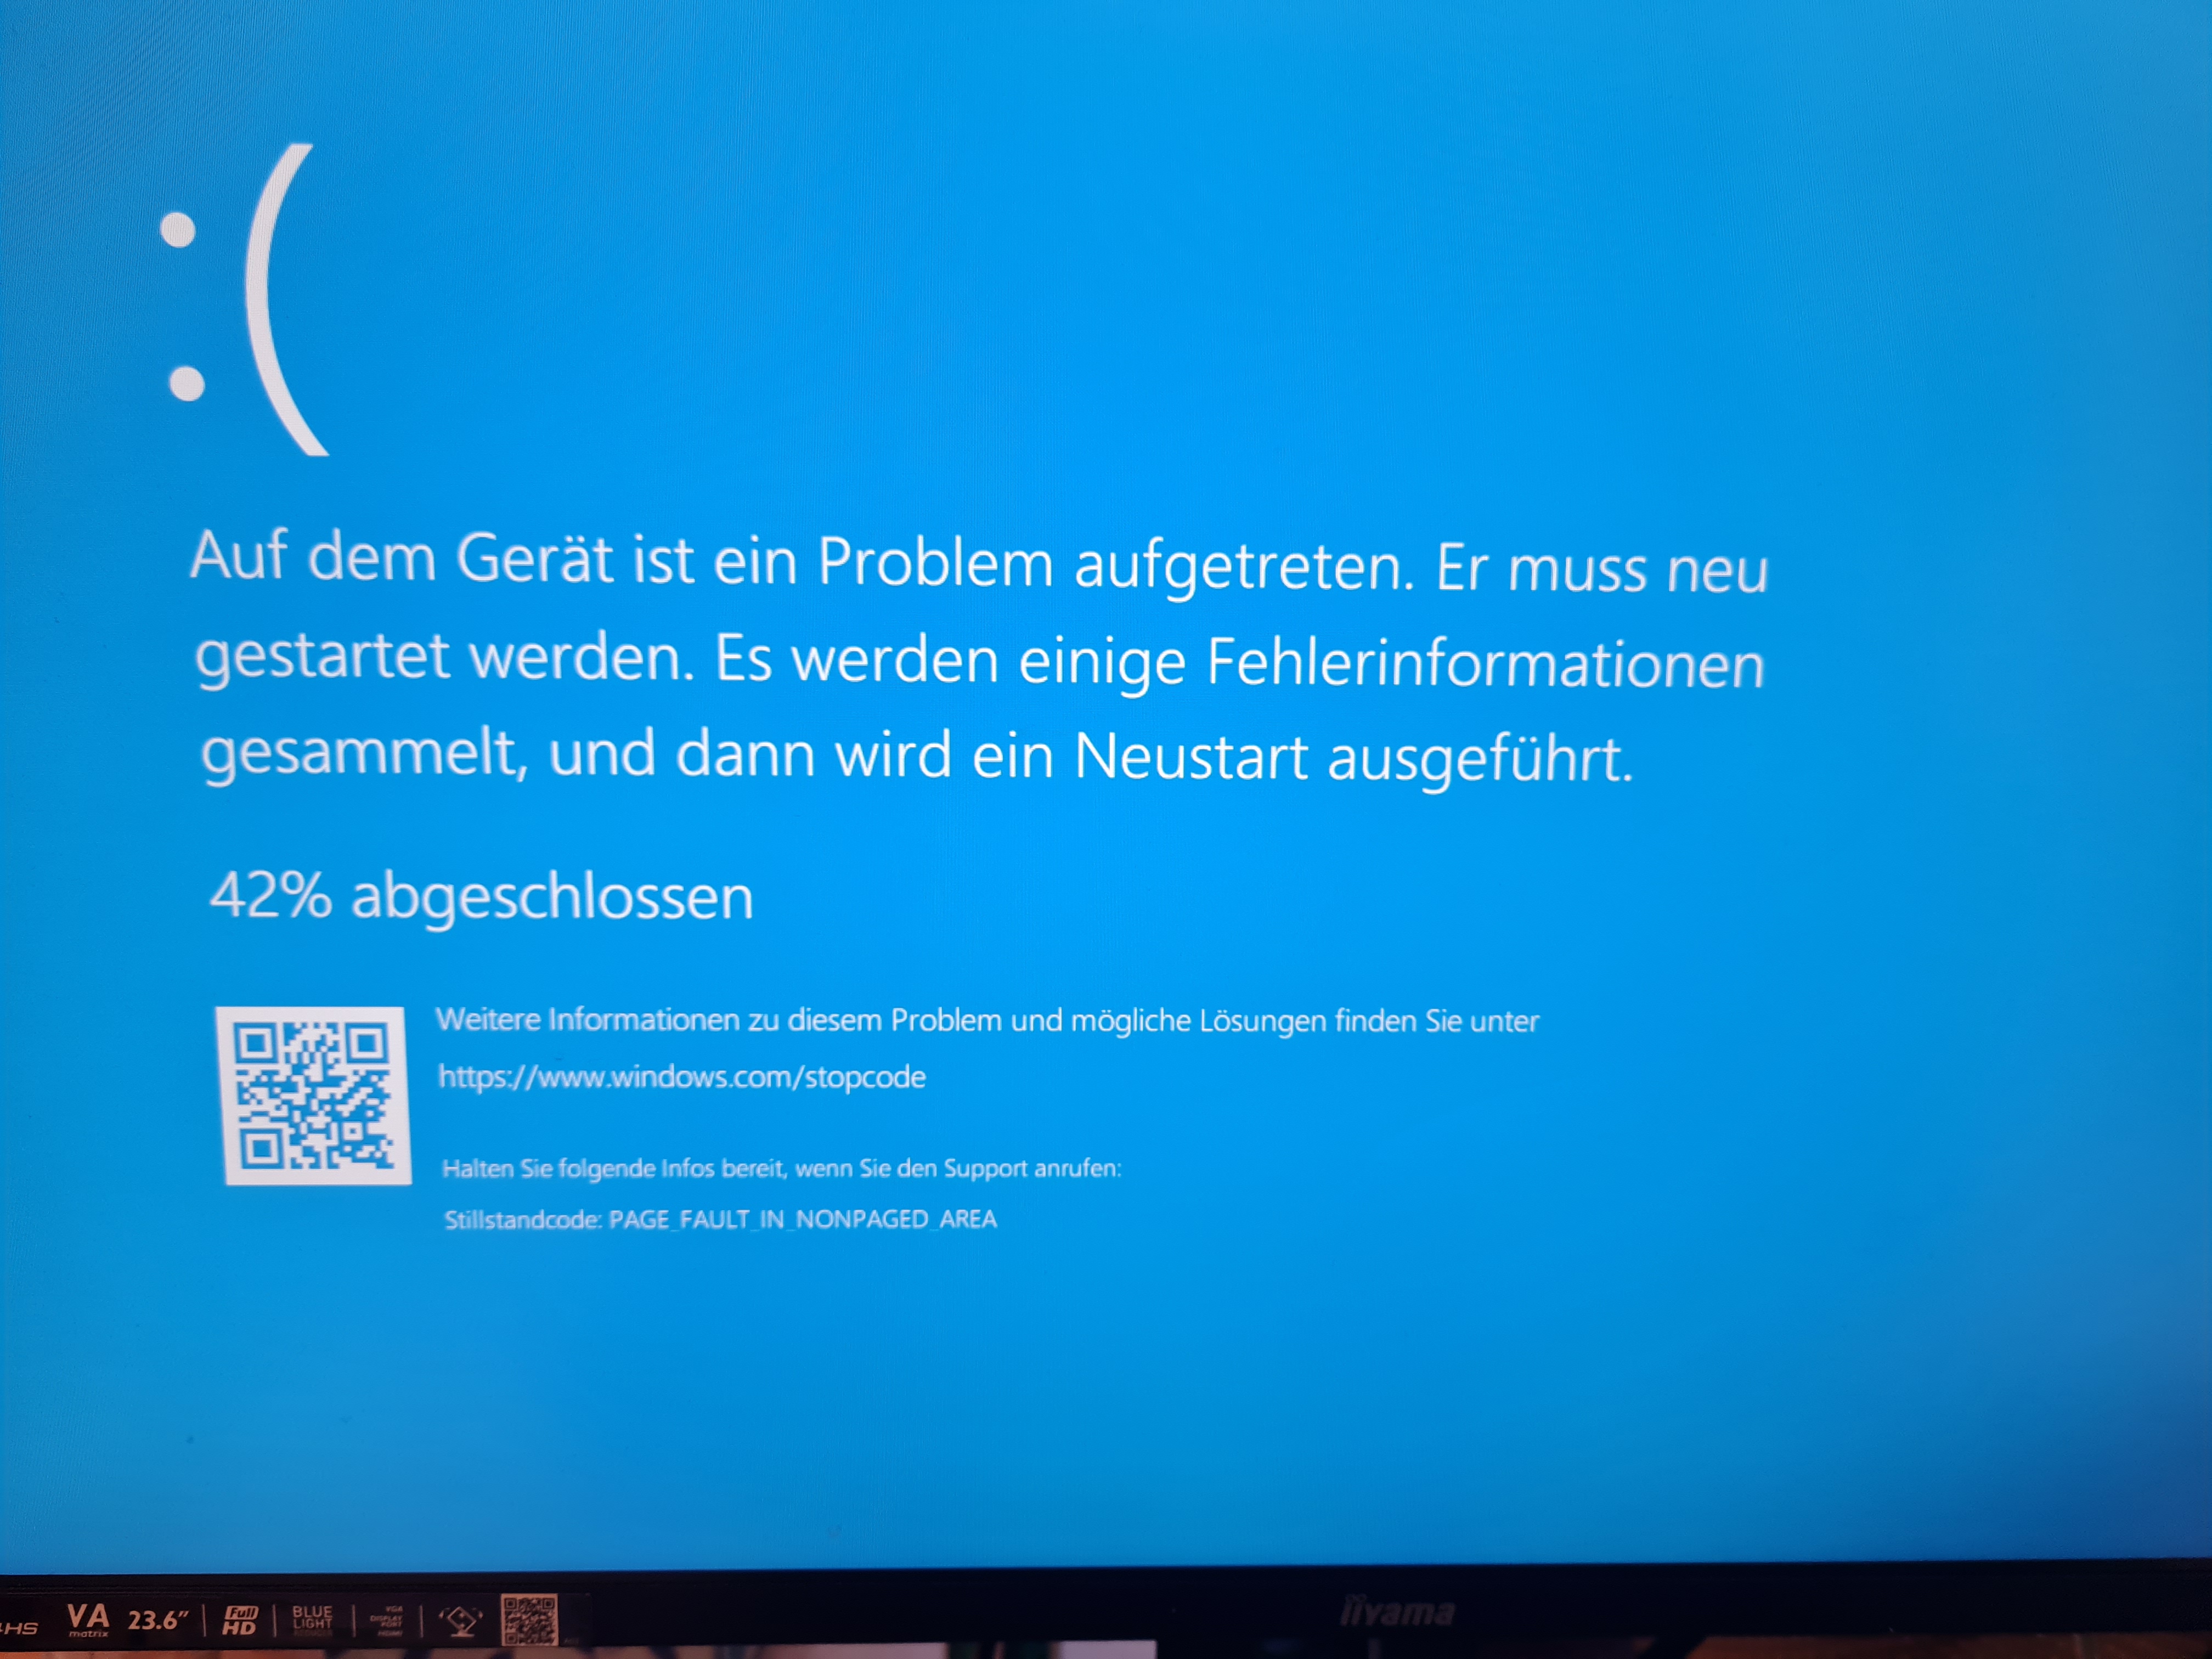 :(
Auf dem Gerät ist ein Problem aufgetreten. Er muss neu
gestartet werden. Es werden einige Fehlerinformationen
gesammelt, und dann wird ein Neustart ausgeführt.
42% abgeschlossen
Weitere Informationen zu diesem Problem und mögliche Lösungen finden Sie unter
https://www.windows.com/stopcode
Halten Sie folgende Infos bereit, wenn Sie den Support anrufen:
Stillstandcode: PAGE_FAULT_IN_NONPAGED_AREA
HS VA matrix 23.6" Full HD BLUE LIGHT
iiyama